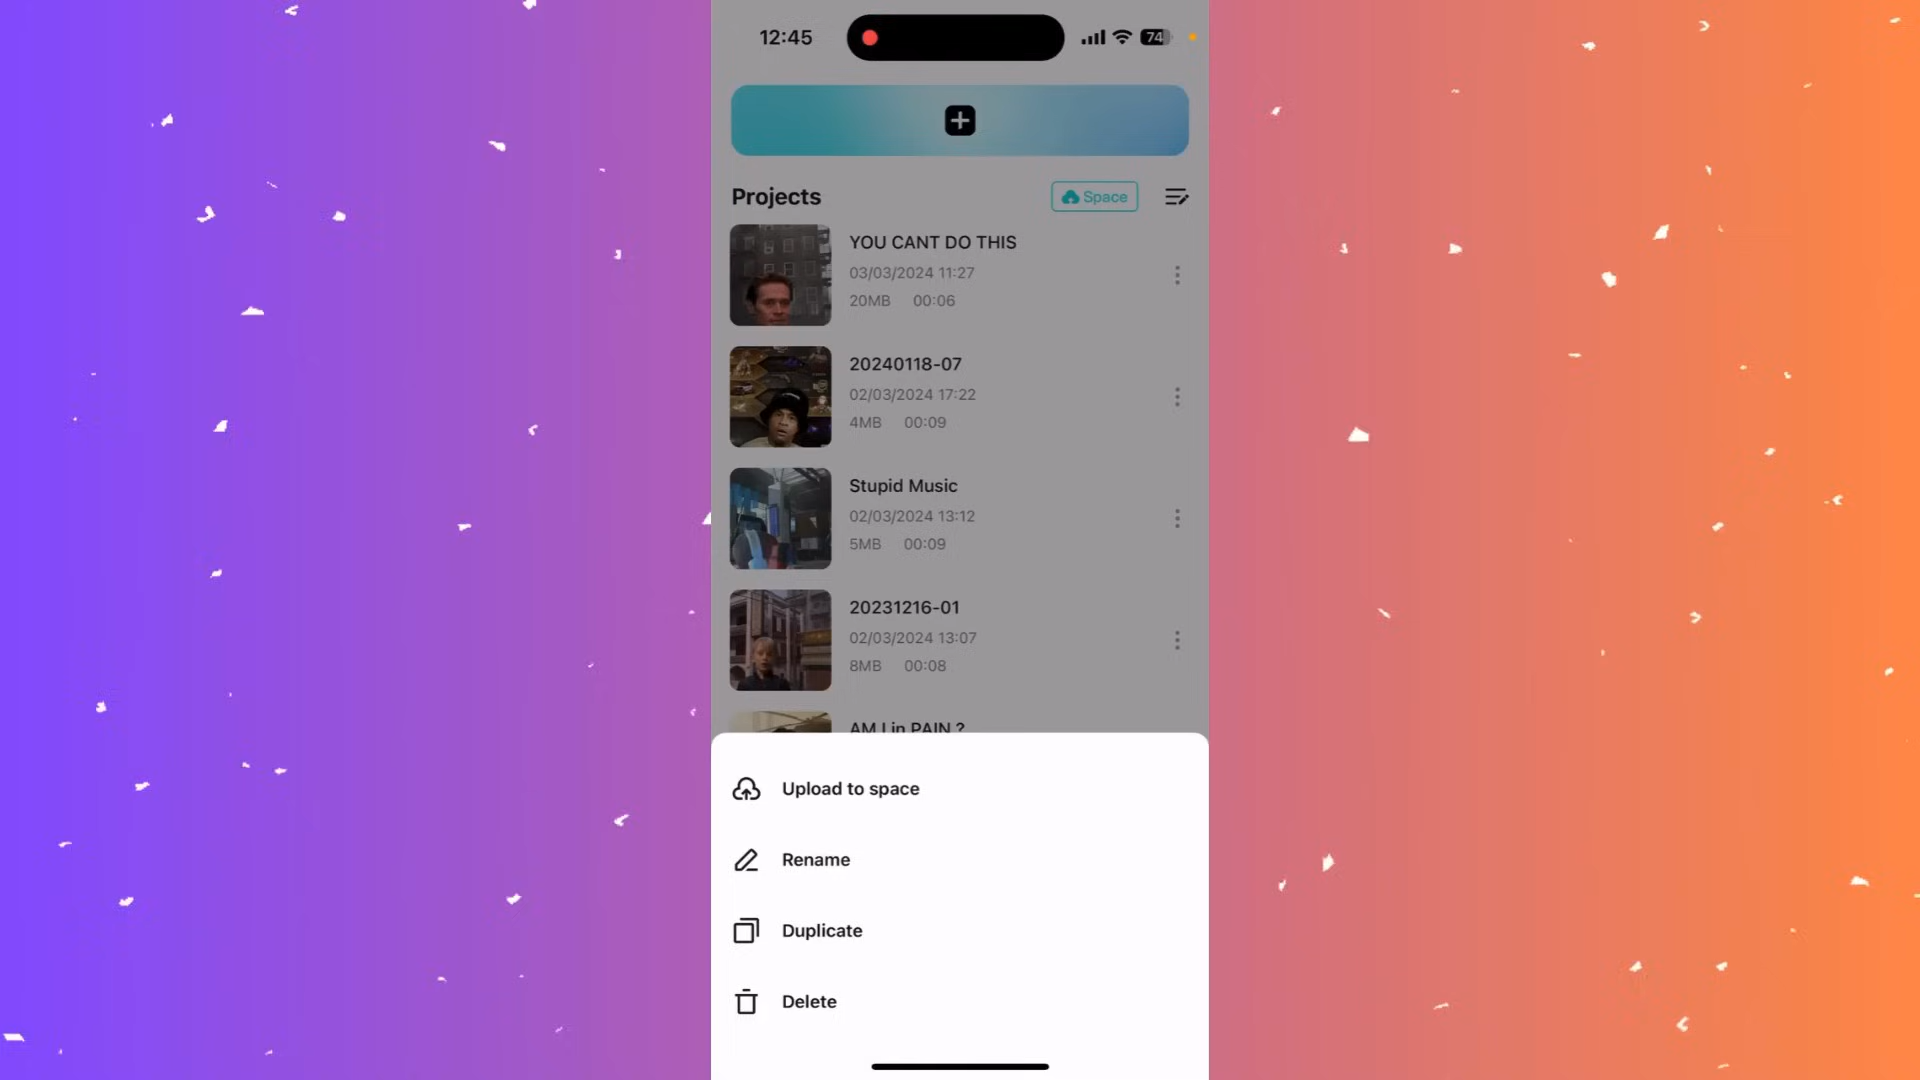 12:45
74
Projects
Space
YOU CANT DO THIS
03/03/2024 11:27
20MB 00:06
20240118-07
02/03/2024 17:22
4MB 00:09
Stupid Music
02/03/2024 13:12
5MB 00:09
20231216-01
02/03/2024 13:07
8MB 00:08
AM I in PAIN ?
Upload to space
Rename
Duplicate
Delete